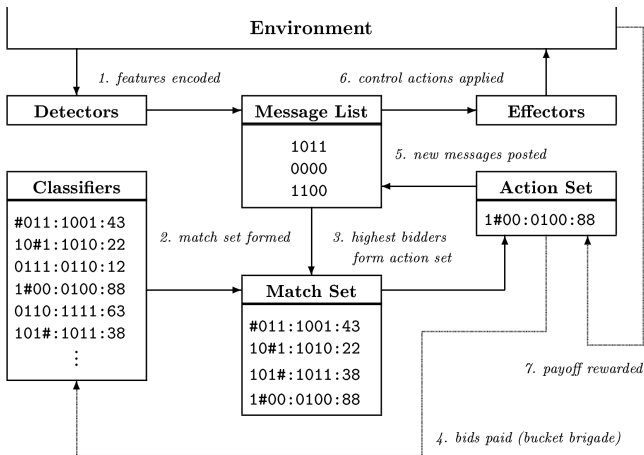 Environment
1. features encoded
6. control actions applied
Detectors
Message List
Effectors
1011
0000
1100
5. new messages posted
Classifiers
#011:1001:43
10#1:1010:22
0111:0110:12
1#00:0100:88
0110:1111:63
101#:1011:38
⋮
2. match set formed
3. highest bidders
form action set
Action Set
1#00:0100:88
Match Set
#011:1001:43
10#1:1010:22
101#:1011:38
1#00:0100:88
7. payoff rewarded
4. bids paid (bucket brigade)